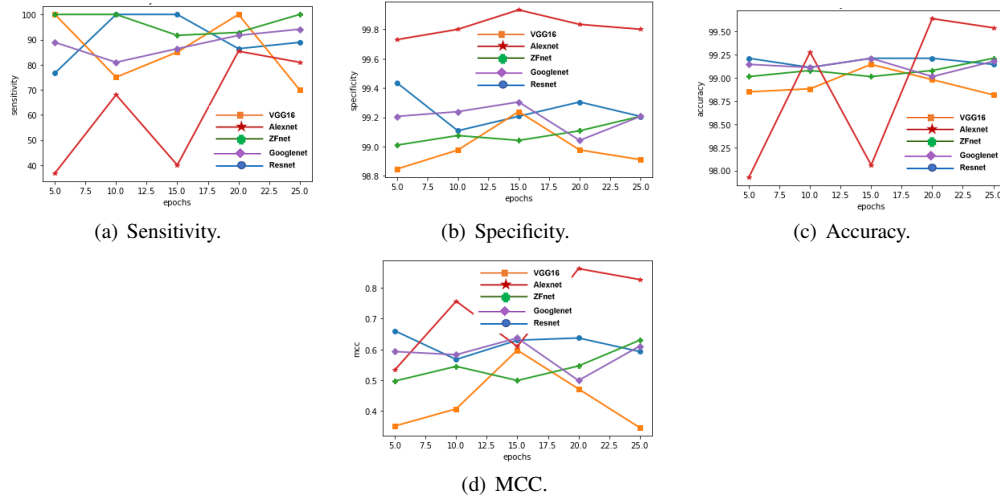 100
90
80
70
60
50
40
sensitivity
VGG16
Alexnet
ZFnet
Googlenet
Resnet
5.0 7.5 10.0 12.5 15.0 17.5 20.0 22.5 25.0
epochs
(a) Sensitivity.
99.8
99.6
99.4
99.2
99.0
98.8
specificity
VGG16
Alexnet
ZFnet
Googlenet
Resnet
5.0 7.5 10.0 12.5 15.0 17.5 20.0 22.5 25.0
epochs
(b) Specificity.
99.50
99.25
99.00
98.75
98.50
98.25
98.00
accuracy
VGG16
Alexnet
ZFnet
Googlenet
Resnet
5.0 7.5 10.0 12.5 15.0 17.5 20.0 22.5 25.0
epochs
(c) Accuracy.
0.8
0.7
0.6
0.5
0.4
mcc
VGG16
Alexnet
ZFnet
Googlenet
Resnet
5.0 7.5 10.0 12.5 15.0 17.5 20.0 22.5 25.0
epochs
(d) MCC.